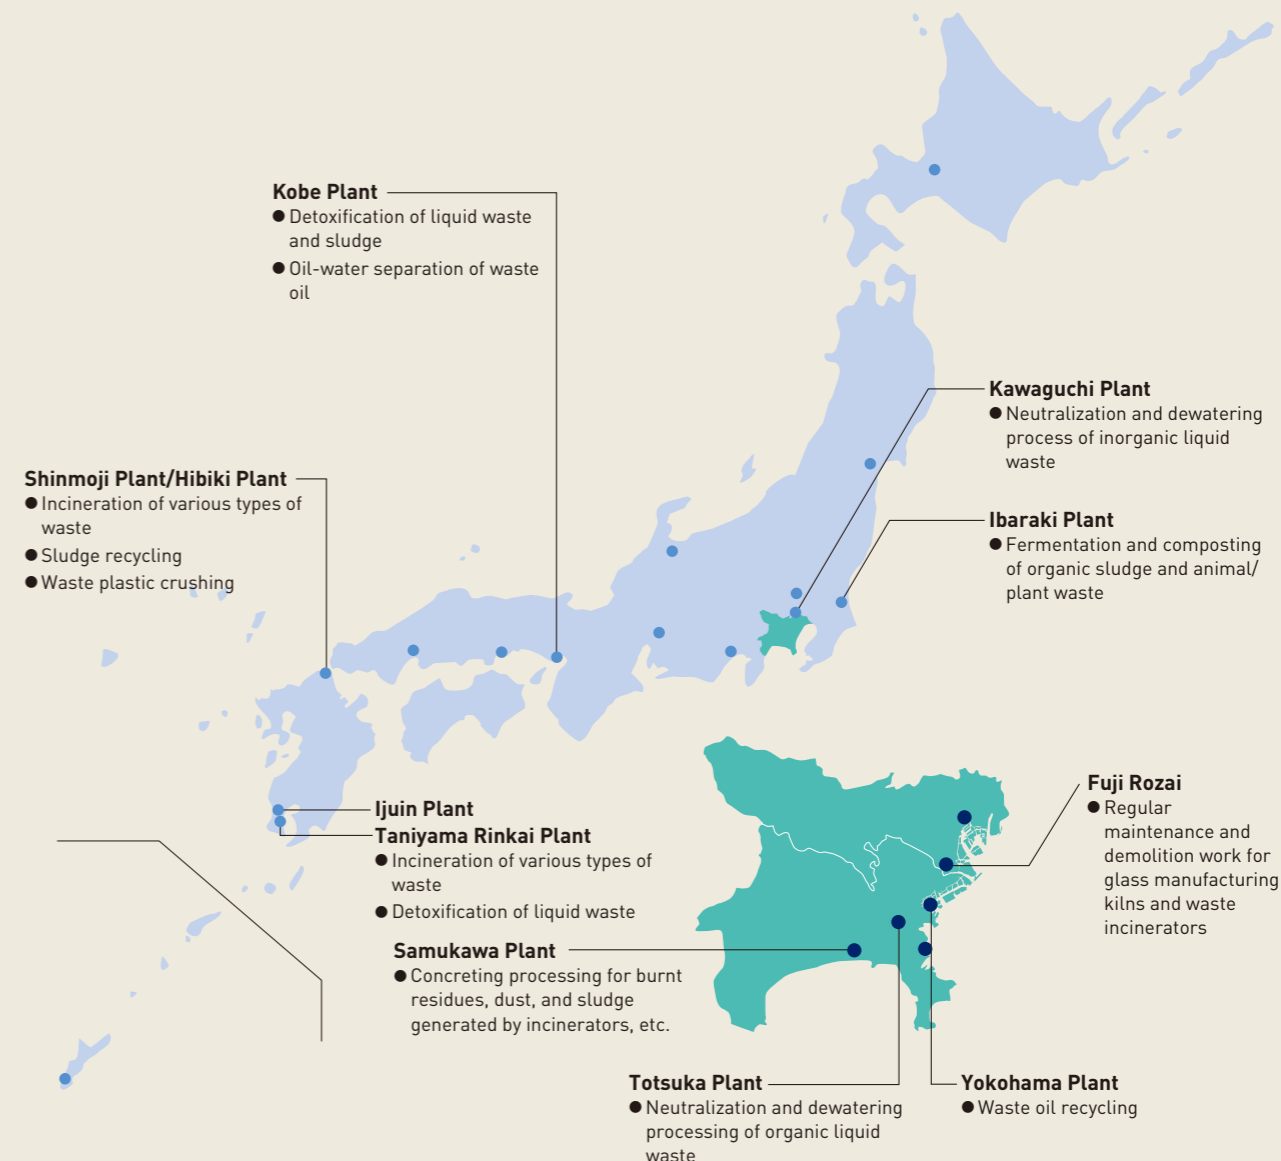 Kobe Plant
● Detoxification of liquid waste
and sludge
● Oil-water separation of waste
oil
Kawaguchi Plant
● Neutralization and dewatering
process of inorganic liquid
waste
Shinmoji Plant/Hibiki Plant
● Incineration of various types of
waste
● Sludge recycling
● Waste plastic crushing
Ibaraki Plant
● Fermentation and composting
of organic sludge and animal/
plant waste
Ijuin Plant
Taniyama Rinkai Plant
● Incineration of various types of
waste
● Detoxification of liquid waste
Fuji Rozai
● Regular
maintenance and
demolition work for
glass manufacturing
kilns and waste
incinerators
Samukawa Plant
● Concreting processing for burnt
residues, dust, and sludge
generated by incinerators, etc.
Totsuka Plant
● Neutralization and dewatering
processing of organic liquid
waste
Yokohama Plant
● Waste oil recycling